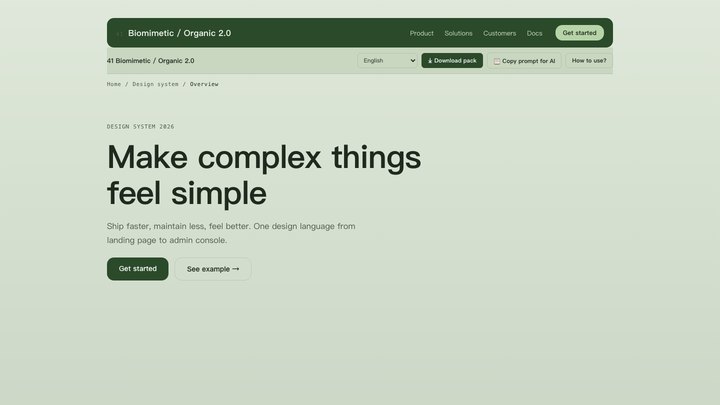 Biomimetic / Organic 2.0
Product
Solutions
Customers
Docs
Get started
41 Biomimetic / Organic 2.0
English
Download pack
Copy prompt for AI
How to use?
Home / Design system / Overview
DESIGN SYSTEM 2026
Make complex things
feel simple
Ship faster, maintain less, feel better. One design language from
landing page to admin console.
Get started
See example →